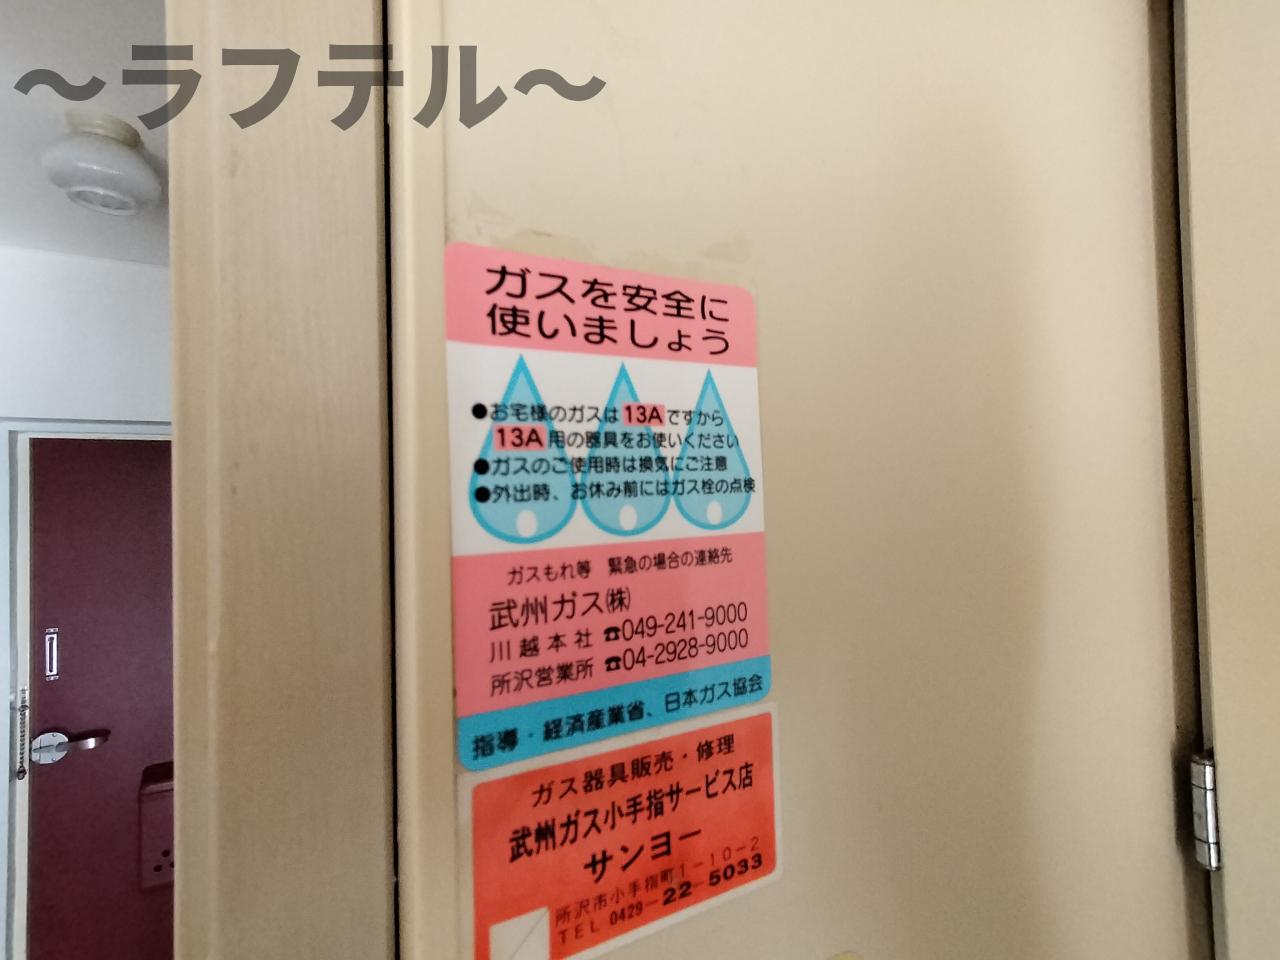 ～ラフテル～
ガスを安全に
使いましょう
●お宅様のガスは13Aですから
13A用の器具をお使いください
●ガスのご使用時は換気にご注意
●外出時、お休み前にはガス栓の点検
ガスもれ等 緊急の場合の連絡先
武州ガス㈱
川越本社 ☎049-241-9000
所沢営業所 ☎04-2928-9000
指導・経済産業省、日本ガス協会
ガス器具販売・修理
武州ガス小手指サービス店
サンヨー
所沢市小手指町1-10-2
TEL 0429-22-5033